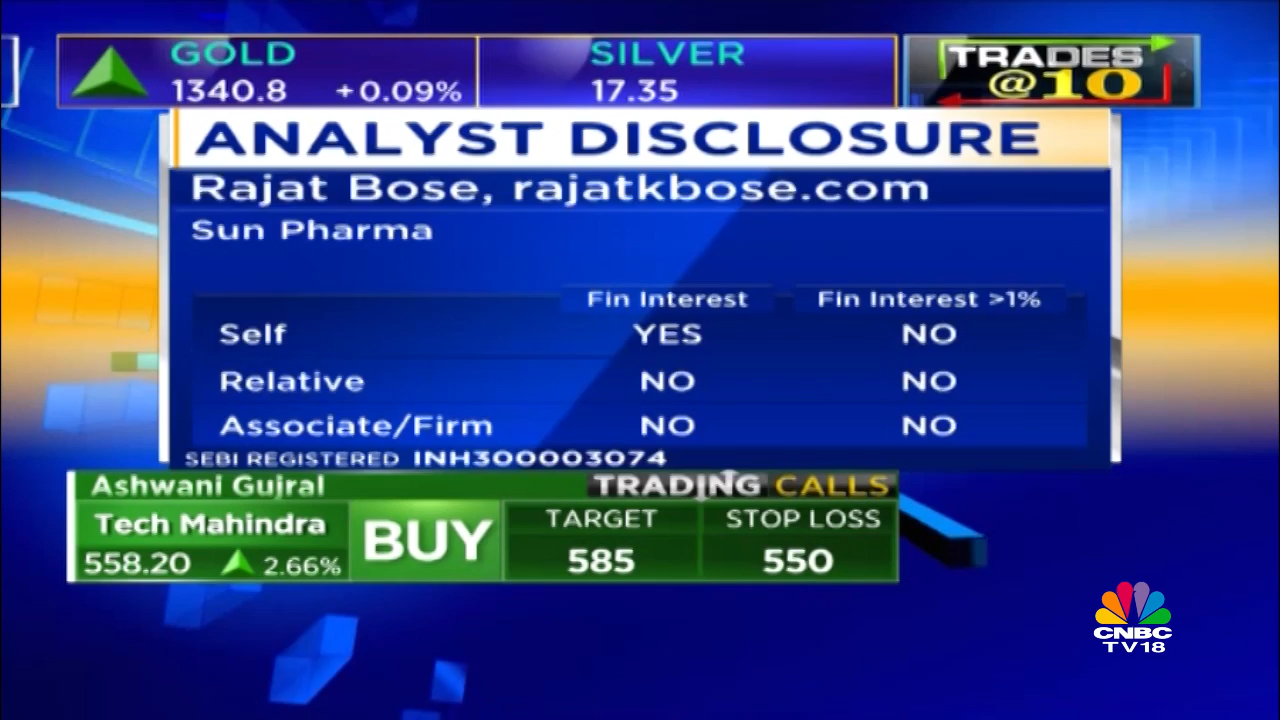 GOLD
1340.8 +0.09%
SILVER
17.35
TRADES
@10
ANALYST DISCLOSURE
Rajat Bose, rajatkbose.com
Sun Pharma
Fin Interest Fin Interest >1%
Self YES NO
Relative NO NO
Associate/Firm NO NO
SEBI REGISTERED INH300003074
Ashwani Gujral
TRADING CALLS
Tech Mahindra
558.20 2.66%
BUY
TARGET STOP LOSS
585 550
CNBC
TV18